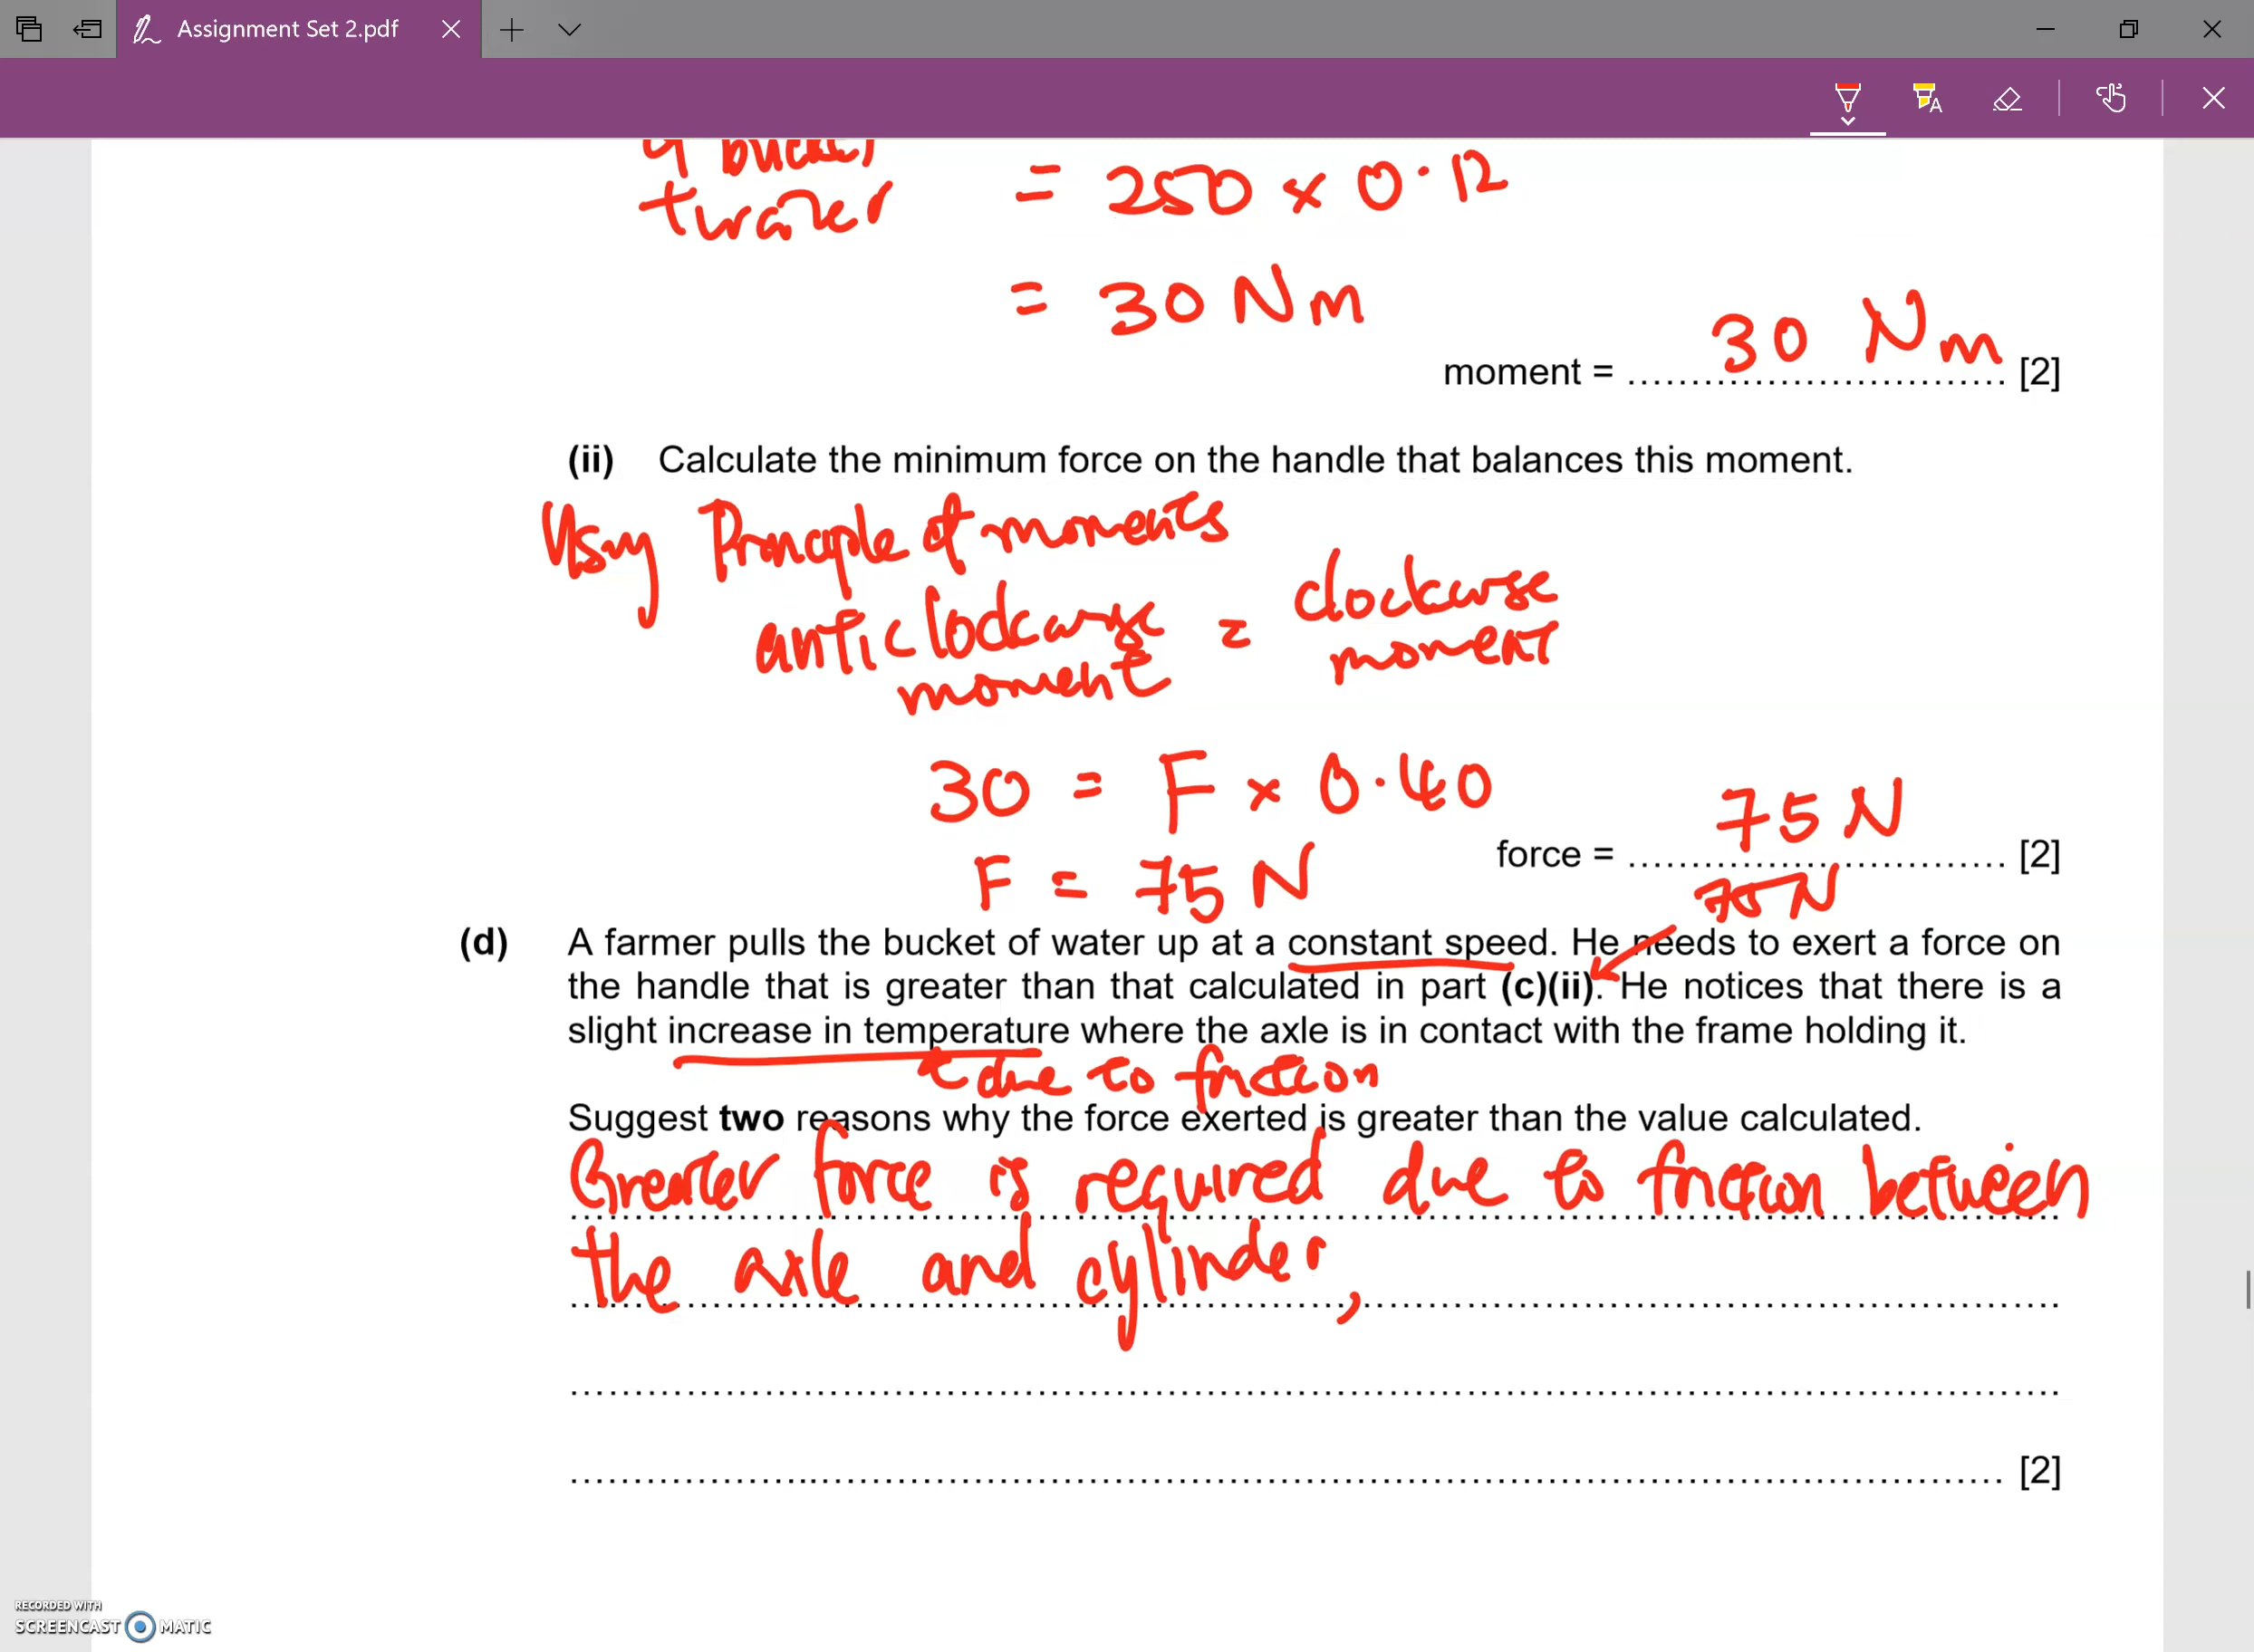 Assignment Set 2.pdf
of bucket
twater
= 250 × 0.12
= 30 Nm
30 Nm
moment = .............................. [2]
(ii) Calculate the minimum force on the handle that balances this moment.
Using Principle of moments
anticlockwise moment = clockwise moment
30 = F × 0.40
75 N
force = .............................. [2]
F = 75 N
75 N
(d) A farmer pulls the bucket of water up at a constant speed. He needs to exert a force on
the handle that is greater than that calculated in part (c)(ii). He notices that there is a
slight increase in temperature where the axle is in contact with the frame holding it.
due to friction
Suggest two reasons why the force exerted is greater than the value calculated.
Greater force is required due to friction between
the axle and cylinder,
[2]
RECORDED WITH
SCREENCAST MATIC